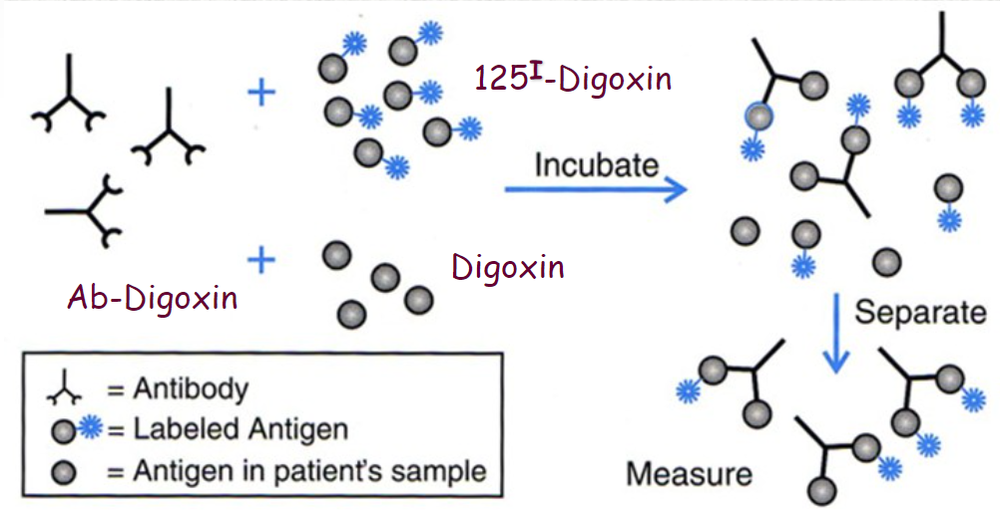 125I-Digoxin
Incubate
Digoxin
Ab-Digoxin
Separate
= Antibody
= Labeled Antigen
= Antigen in patient's sample
Measure